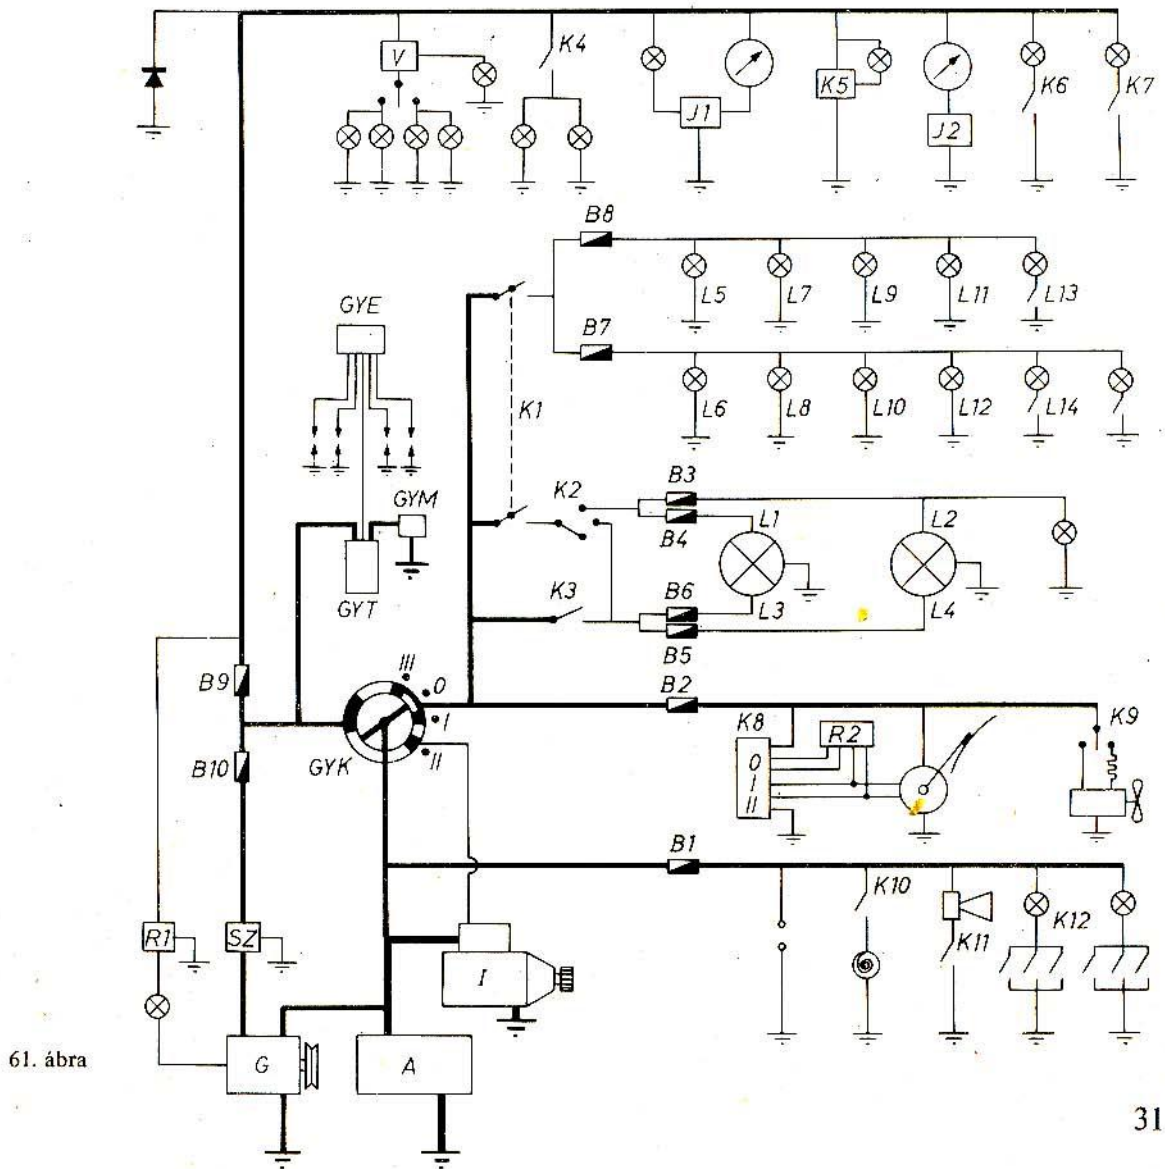 V
K4
J1
K5
J2
K6
K7
B8
L5
L7
L9
L11
L13
B7
L6
L8
L10
L12
L14
GYE
K1
GYM
GYT
K2
B3
B4
L1
L2
K3
B6
B5
L3
L4
III
0
I
II
GYK
B9
B10
B2
K8
0
I
II
R2
K9
B1
K10
K11
K12
R1
SZ
I
G
A
61. ábra
31